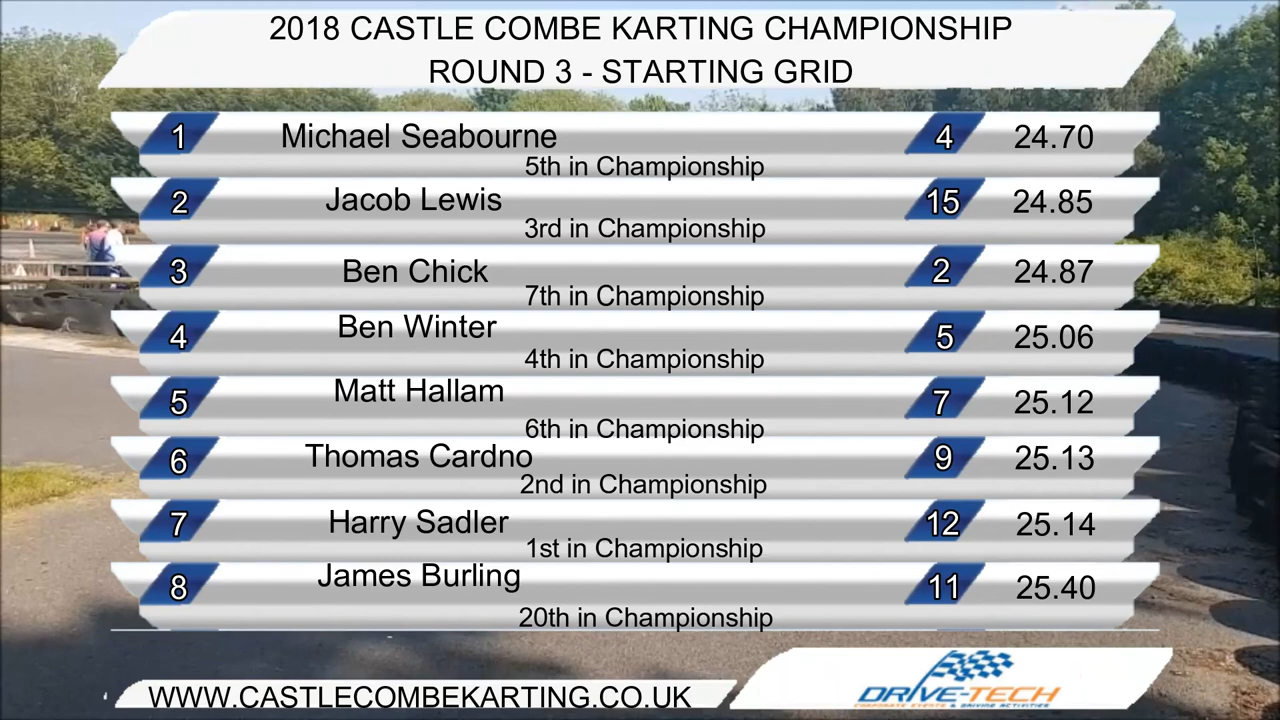 2018 CASTLE COMBE KARTING CHAMPIONSHIP
ROUND 3 - STARTING GRID
1 Michael Seabourne 4 24.70
5th in Championship
2 Jacob Lewis 15 24.85
3rd in Championship
3 Ben Chick 2 24.87
7th in Championship
4 Ben Winter 5 25.06
4th in Championship
5 Matt Hallam 7 25.12
6th in Championship
6 Thomas Cardno 9 25.13
2nd in Championship
7 Harry Sadler 12 25.14
1st in Championship
8 James Burling 11 25.40
20th in Championship
WWW.CASTLECOMBEKARTING.CO.UK
DRIVE-TECH
CORPORATE EVENTS & DRIVING ACTIVITIES